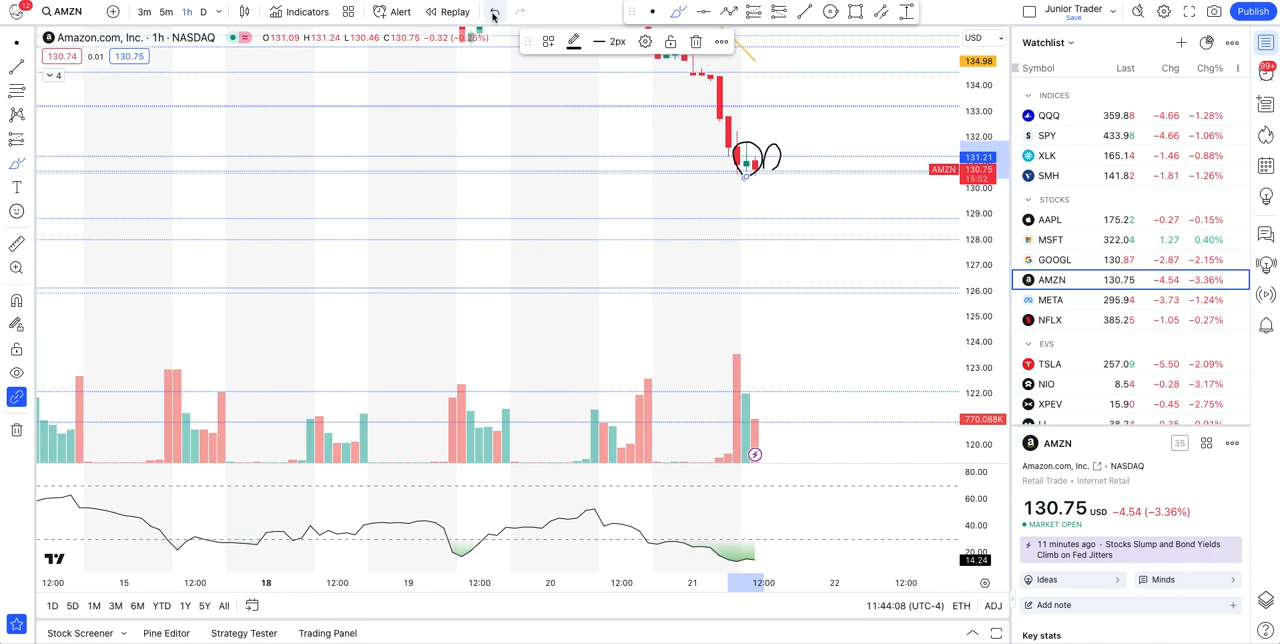 12 AMZN 3m 5m 1h D Indicators Alert Replay Junior Trader Save Publish
Amazon.com, Inc. · 1h · NASDAQ O131.09 H131.24 L130.46 C130.75 −0.32 (−0.25%)
2px
130.74 0.01 130.75
4
USD
134.98
134.00
133.00
132.00
131.21
AMZN 130.75
15:52
130.00
129.00
128.00
127.00
126.00
125.00
124.00
123.00
122.00
770.088K
120.00
80.00
60.00
40.00
20.00
14.24
12:00 15 12:00 18 12:00 19 12:00 20 12:00 21 12:00 22 12:00
1D 5D 1M 3M 6M YTD 1Y 5Y All 11:44:08 (UTC-4) ETH ADJ
Stock Screener Pine Editor Strategy Tester Trading Panel
Watchlist
Symbol Last Chg Chg% E
INDICES
QQQ 359.88 −4.66 −1.28%
SPY 433.98 −4.66 −1.06%
XLK 165.14 −1.46 −0.88%
SMH 141.82 −1.81 −1.26%
STOCKS
AAPL 175.22 −0.27 −0.15%
MSFT 322.04 1.27 0.40%
GOOGL 130.87 −2.87 −2.15%
AMZN 130.75 −4.54 −3.36%
META 295.94 −3.73 −1.24%
NFLX 385.25 −1.05 −0.27%
EVS
TSLA 257.09 −5.50 −2.09%
NIO 8.54 −0.28 −3.17%
XPEV 15.90 −0.45 −2.75%
AMZN 35
Amazon.com, Inc. • NASDAQ
Retail Trade • Internet Retail
130.75 USD −4.54 (−3.36%)
MARKET OPEN
11 minutes ago • Stocks Slump and Bond Yields
Climb on Fed Jitters
Ideas Minds
Add note
Key stats
99+